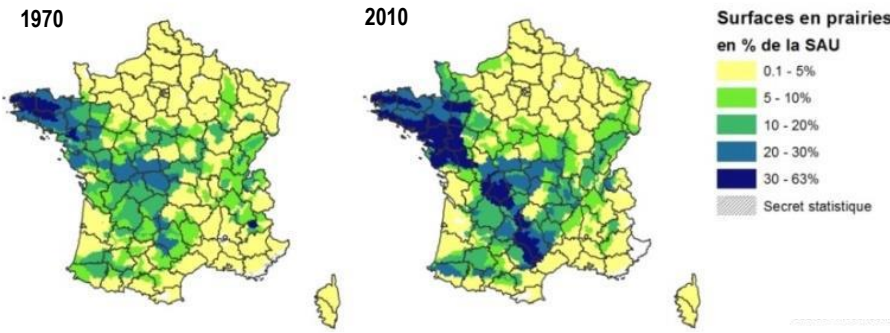 1970
2010
Surfaces en prairies
en % de la SAU
0.1 - 5%
5 - 10%
10 - 20%
20 - 30%
30 - 63%
Secret statistique